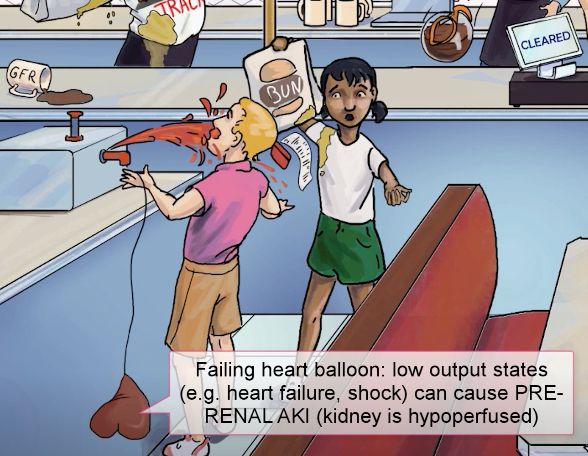 TRACK
CLEARED
GFR
BUN
Failing heart balloon: low output states
(e.g. heart failure, shock) can cause PRE-
RENAL AKI (kidney is hypoperfused)